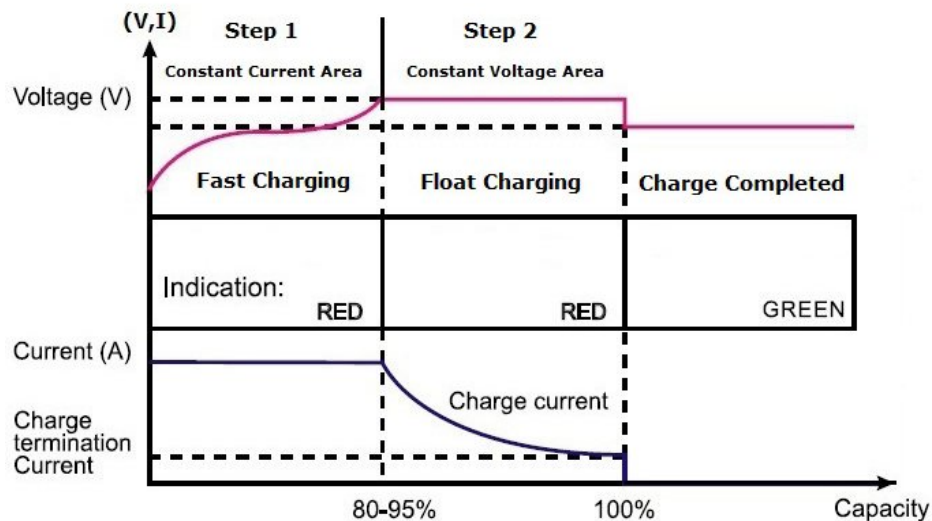 (V,I)
Step 1
Step 2
Constant Current Area
Constant Voltage Area
Voltage (V)
Fast Charging
Float Charging
Charge Completed
Indication:
RED
RED
GREEN
Current (A)
Charge current
Charge
termination
Current
80-95%
100%
Capacity